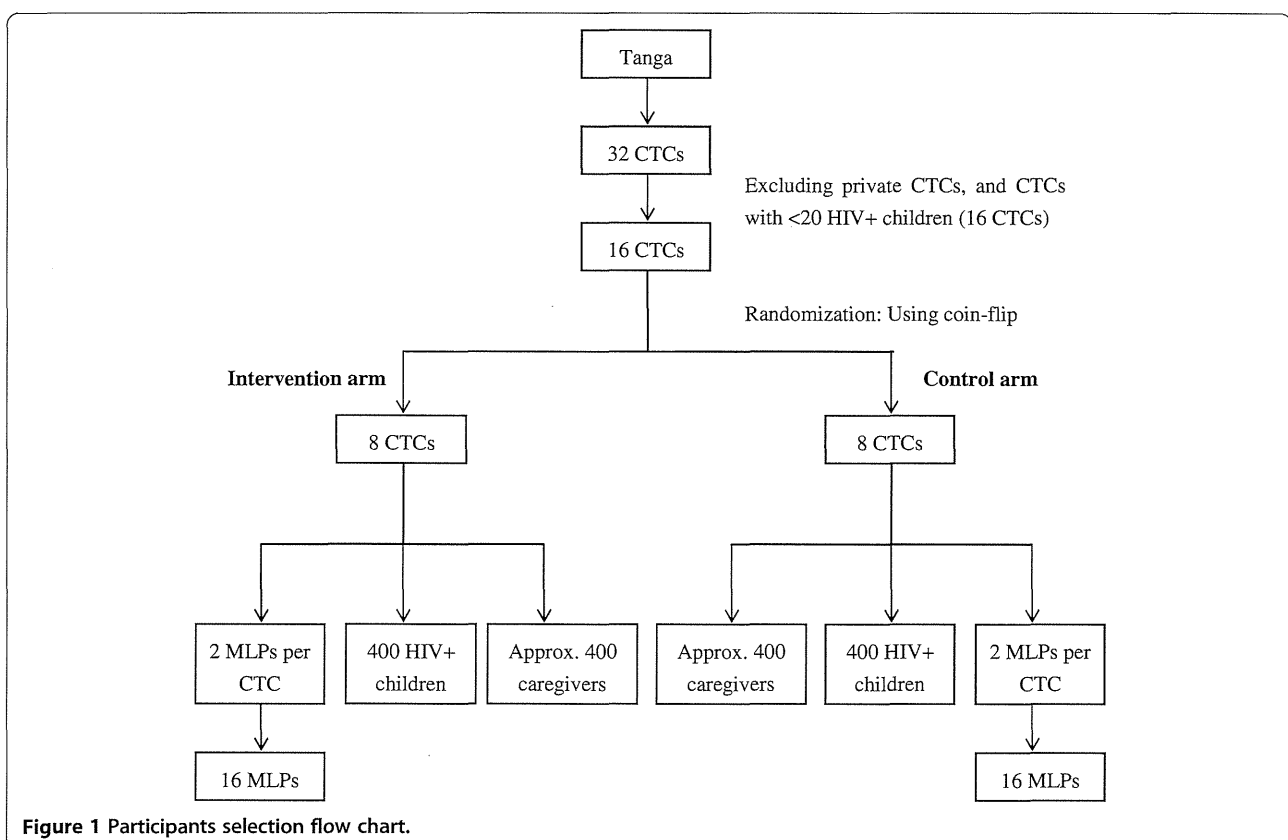 Tanga
32 CTCs
Excluding private CTCs, and CTCs
with <20 HIV+ children (16 CTCs)
16 CTCs
Randomization: Using coin-flip
Intervention arm
Control arm
8 CTCs
8 CTCs
2 MLPs per
CTC
400 HIV+
children
Approx. 400
caregivers
Approx. 400
caregivers
400 HIV+
children
2 MLPs per
CTC
16 MLPs
16 MLPs
Figure 1 Participants selection flow chart.